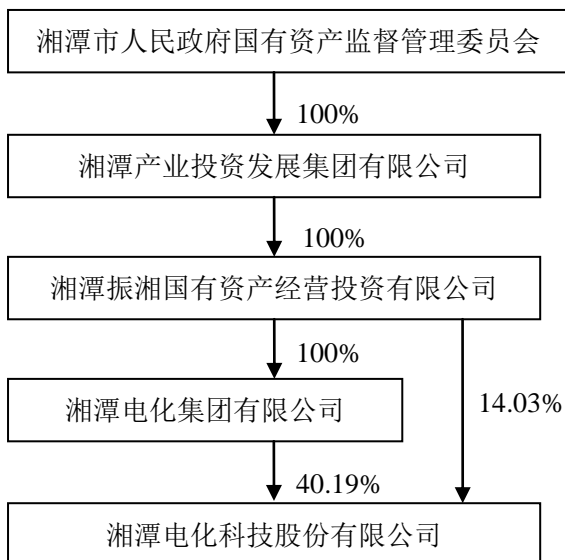 湘潭市人民政府国有资产监督管理委员会
100%
湘潭产业投资发展集团有限公司
100%
湘潭振湘国有资产经营投资有限公司
100%
湘潭电化集团有限公司
14.03%
40.19%
湘潭电化科技股份有限公司